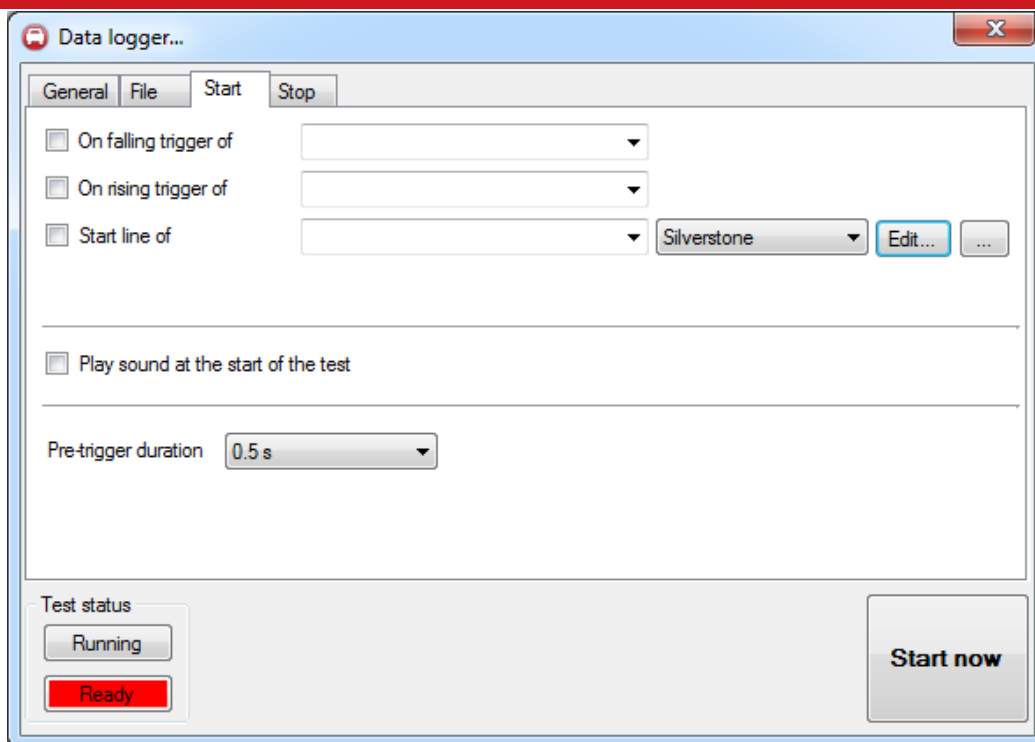 Data logger...
General File Start Stop
On falling trigger of
On rising trigger of
Start line of Silverstone Edit... ...
Play sound at the start of the test
Pre-trigger duration 0.5 s
Test status
Running
Ready
Start now